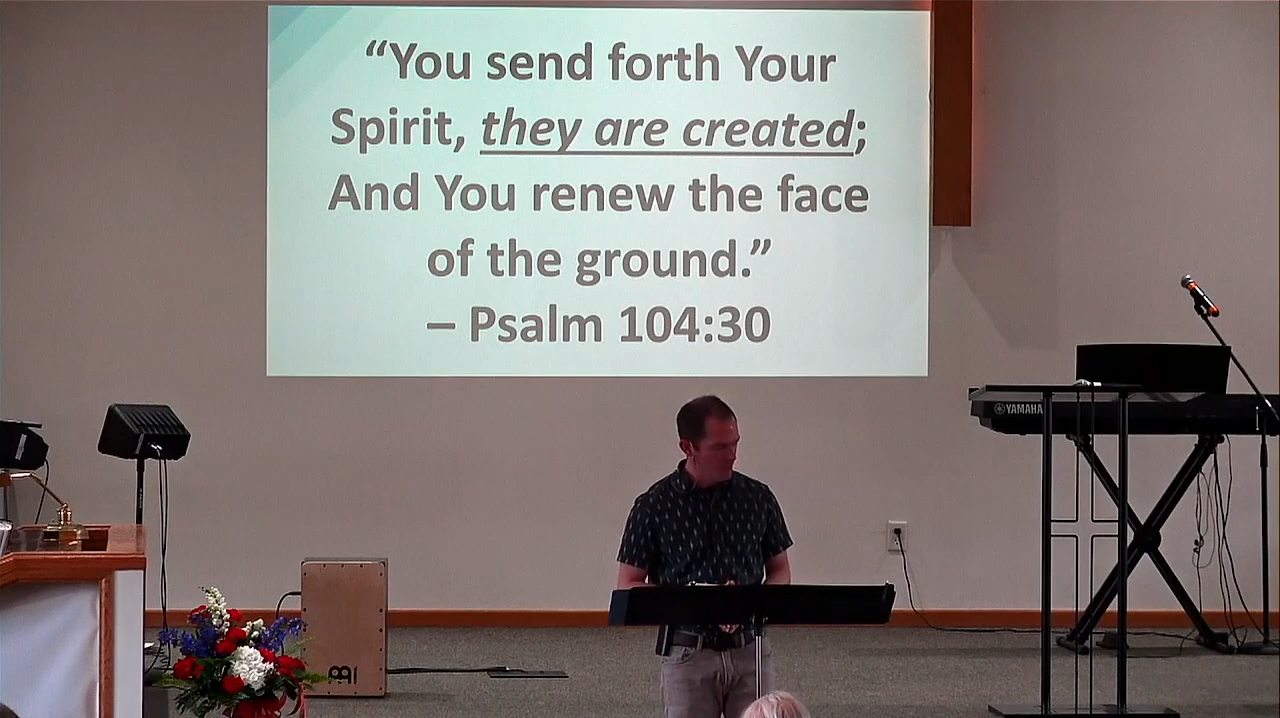 “You send forth Your
Spirit, they are created;
And You renew the face
of the ground.”
– Psalm 104:30
YAMAHA